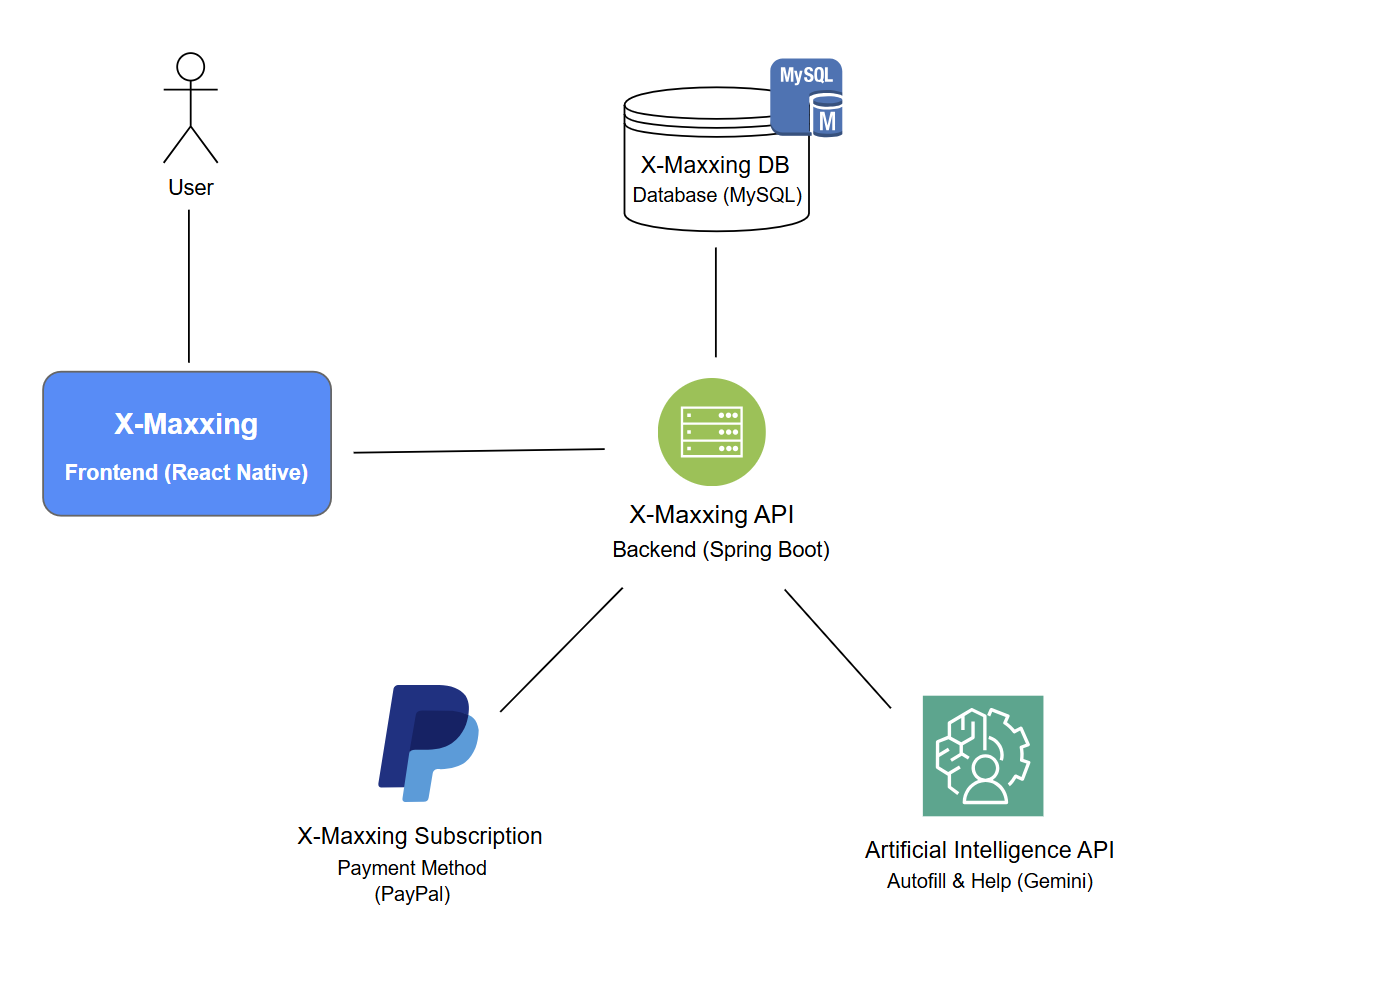 User
MySQL
M
X-Maxxing DB
Database (MySQL)
X-Maxxing
Frontend (React Native)
X-Maxxing API
Backend (Spring Boot)
X-Maxxing Subscription
Payment Method
(PayPal)
Artificial Intelligence API
Autofill & Help (Gemini)